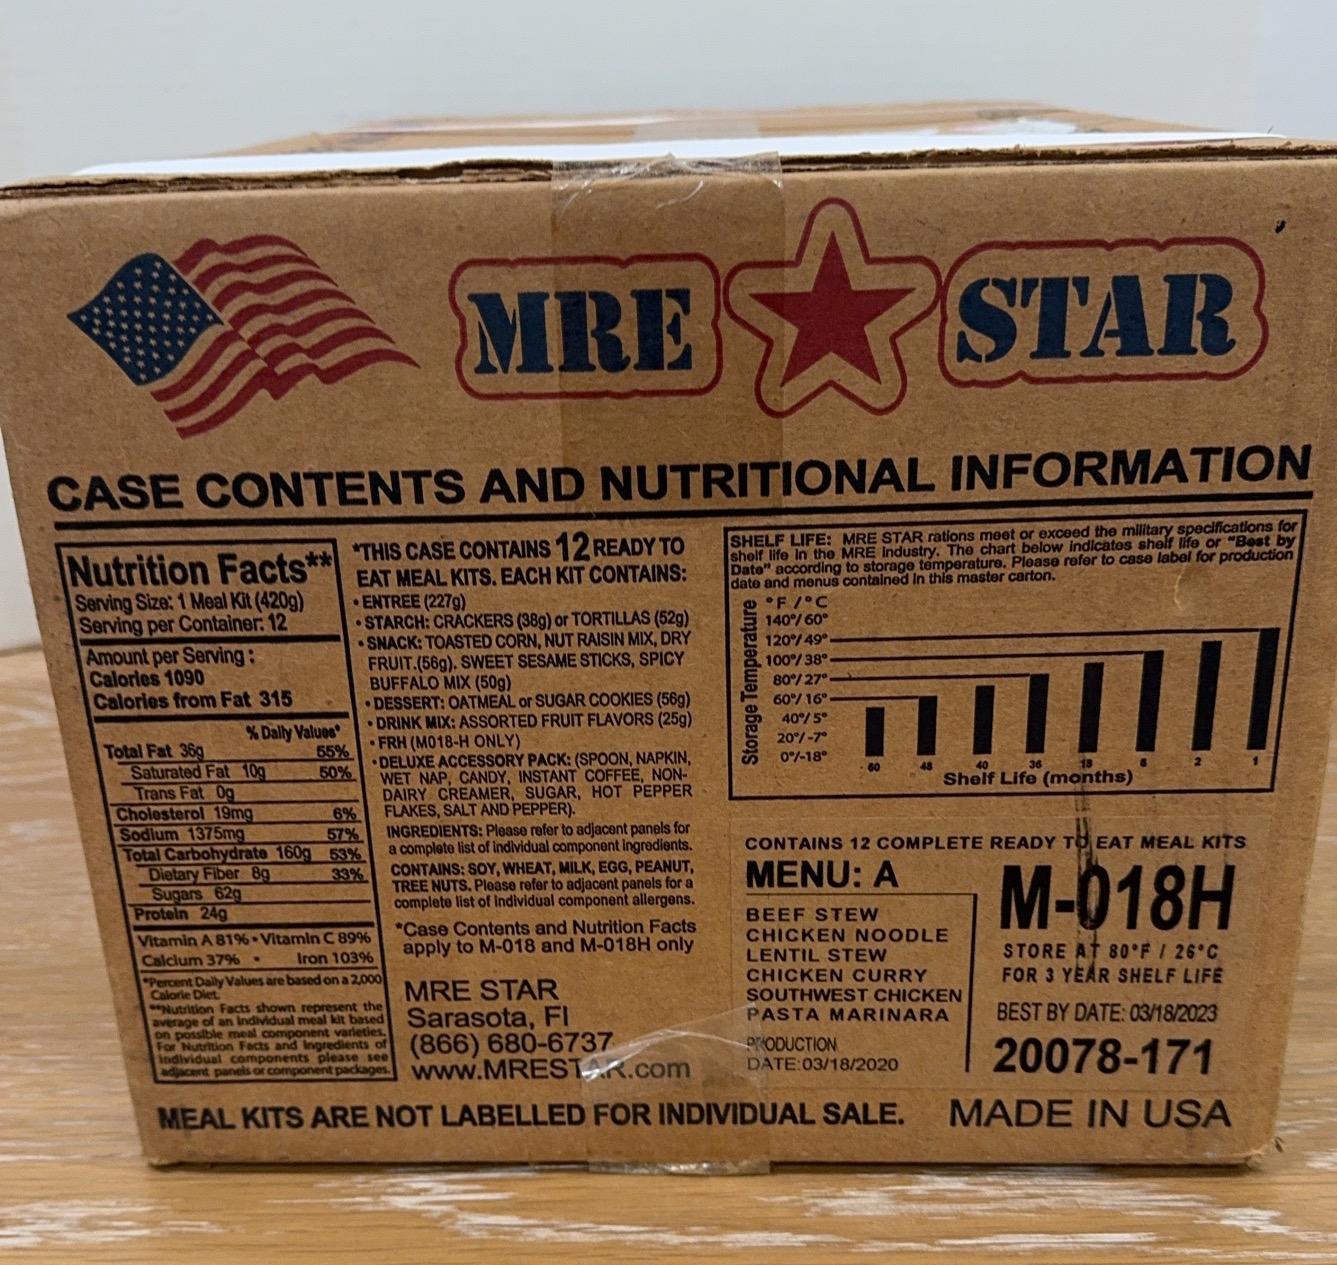 MRE STAR
CASE CONTENTS AND NUTRITIONAL INFORMATION
Nutrition Facts**
Serving Size: 1 Meal Kit (420g)
Serving per Container: 12
Amount per Serving :
Calories 1090
Calories from Fat 315
% Daily Values*
Total Fat 36g 55%
Saturated Fat 10g 50%
Trans Fat 0g
Cholesterol 19mg 6%
Sodium 1375mg 57%
Total Carbohydrate 160g 53%
Dietary Fiber 8g 33%
Sugars 62g
Protein 24g
Vitamin A 81% • Vitamin C 89%
Calcium 37% • Iron 103%
*Percent Daily Values are based on a 2,000
Calorie Diet.
**Nutrition Facts shown represent the
average of an individual meal kit based
on possible meal component varieties.
For Nutrition Facts and Ingredients of
individual components please see
adjacent panels or component packages.
*THIS CASE CONTAINS 12 READY TO
EAT MEAL KITS. EACH KIT CONTAINS:
• ENTREE (227g)
• STARCH: CRACKERS (38g) or TORTILLAS (52g)
• SNACK: TOASTED CORN, NUT RAISIN MIX, DRY
FRUIT.(56g). SWEET SESAME STICKS, SPICY
BUFFALO MIX (50g)
• DESSERT: OATMEAL or SUGAR COOKIES (56g)
• DRINK MIX: ASSORTED FRUIT FLAVORS (25g)
• FRH (M018-H ONLY)
• DELUXE ACCESSORY PACK: (SPOON, NAPKIN,
WET NAP, CANDY, INSTANT COFFEE, NON-
DAIRY CREAMER, SUGAR, HOT PEPPER
FLAKES, SALT AND PEPPER).
INGREDIENTS: Please refer to adjacent panels for
a complete list of individual component ingredients.
CONTAINS: SOY, WHEAT, MILK, EGG, PEANUT,
TREE NUTS. Please refer to adjacent panels for a
complete list of individual component allergens.
*Case Contents and Nutrition Facts
apply to M-018 and M-018H only
MRE STAR
Sarasota, Fl
(866) 680-6737
www.MRESTAR.com
SHELF LIFE: MRE STAR rations meet or exceed the military specifications for
shelf life in the MRE industry. The chart below indicates shelf life or "Best by
Date" according to storage temperature. Please refer to case label for production
date and menus contained in this master carton.
Storage Temperature
°F /°C
140°/60°
120°/49°
100°/38°
80°/27°
60°/16°
40°/5°
20°/-7°
0°/-18°
60 48 40 36 18 6 2 1
Shelf Life (months)
CONTAINS 12 COMPLETE READY TO EAT MEAL KITS
MENU: A
BEEF STEW
CHICKEN NOODLE
LENTIL STEW
CHICKEN CURRY
SOUTHWEST CHICKEN
PASTA MARINARA
PRODUCTION
DATE:03/18/2020
M-018H
STORE AT 80°F / 26°C
FOR 3 YEAR SHELF LIFE
BEST BY DATE: 03/18/2023
20078-171
MEAL KITS ARE NOT LABELLED FOR INDIVIDUAL SALE. MADE IN USA